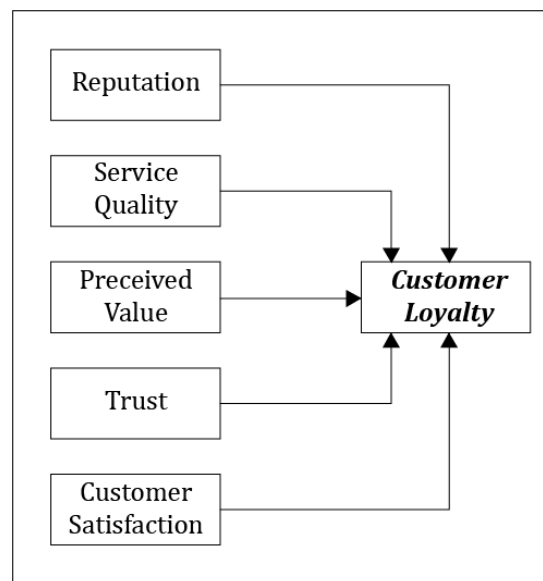 Reputation
Service
Quality
Preceived
Value
Customer
Loyalty
Trust
Customer
Satisfaction